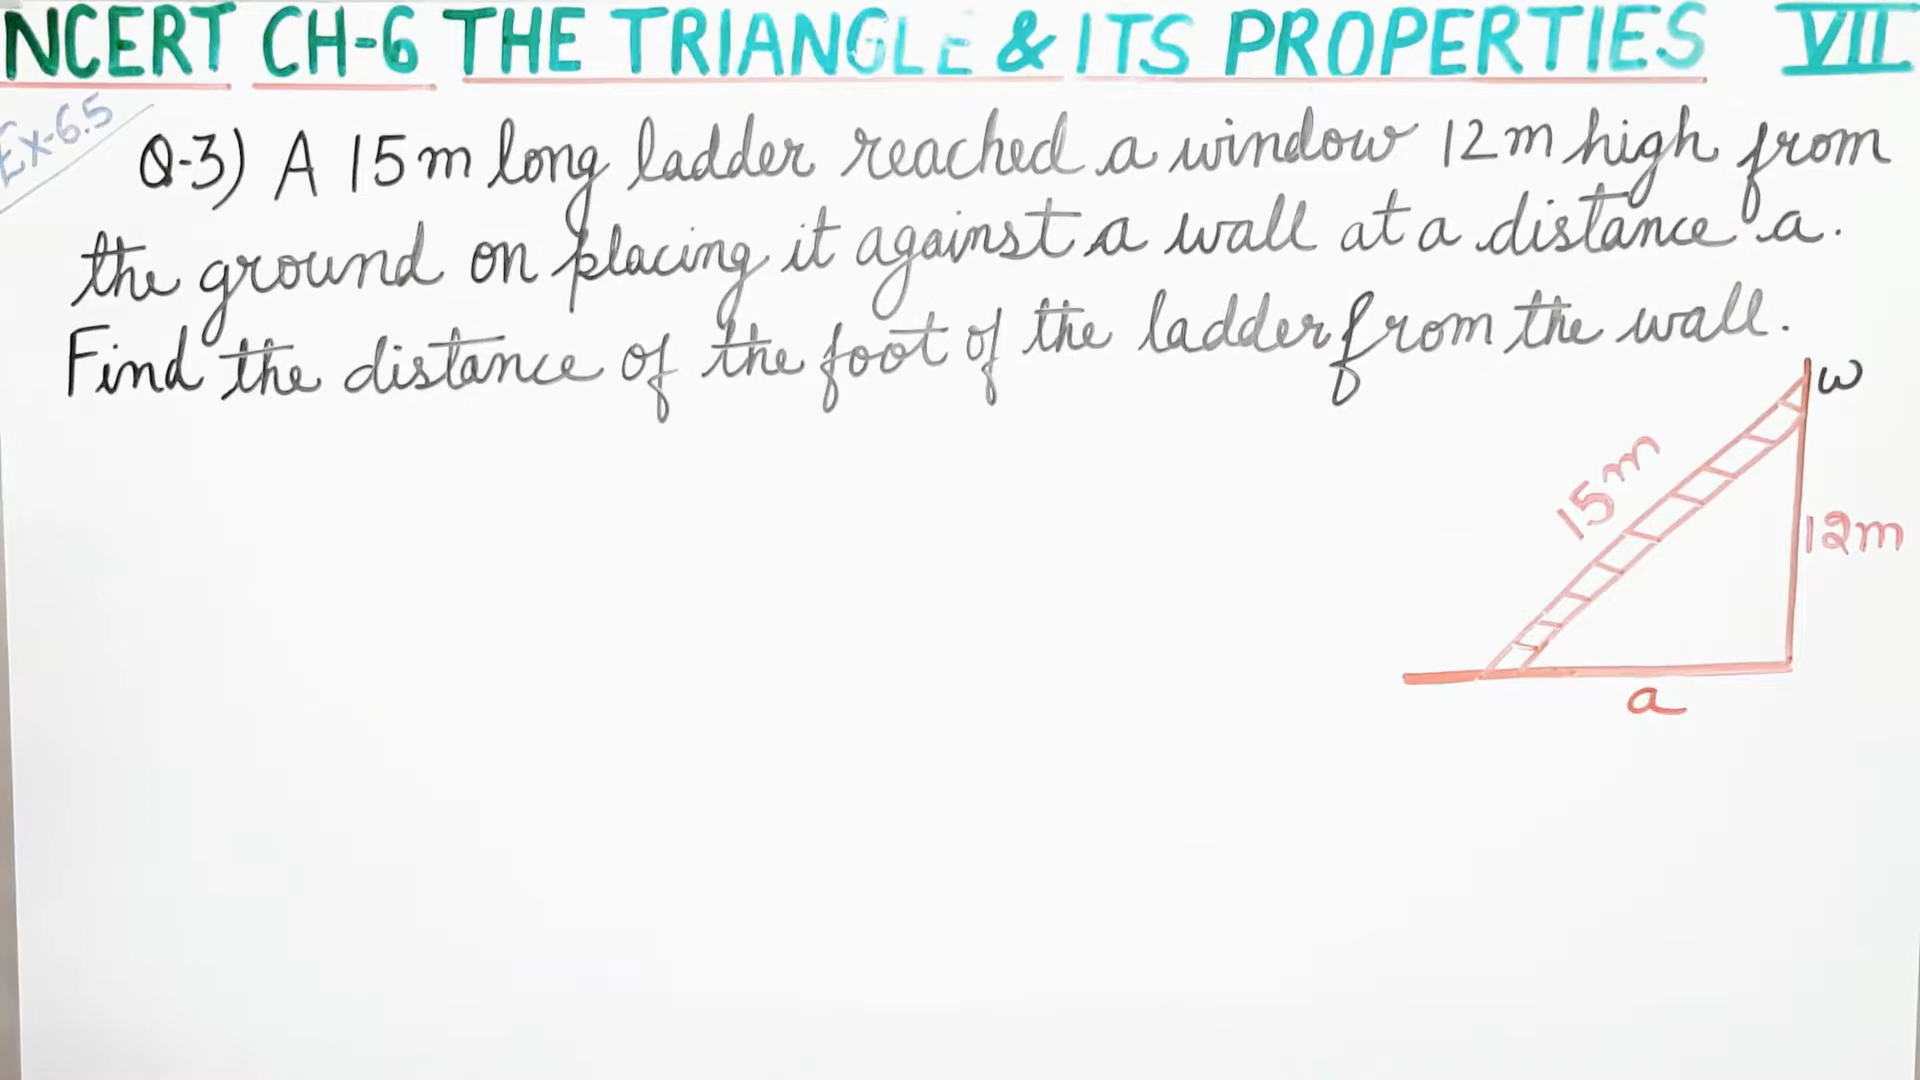 NCERT CH-6 THE TRIANGLE & ITS PROPERTIES VII
Ex-6.5
Q-3) A 15m long ladder reached a window 12m high from
the ground on placing it against a wall at a distance a.
Find the distance of the foot of the ladder from the wall.
w
15m
12m
a